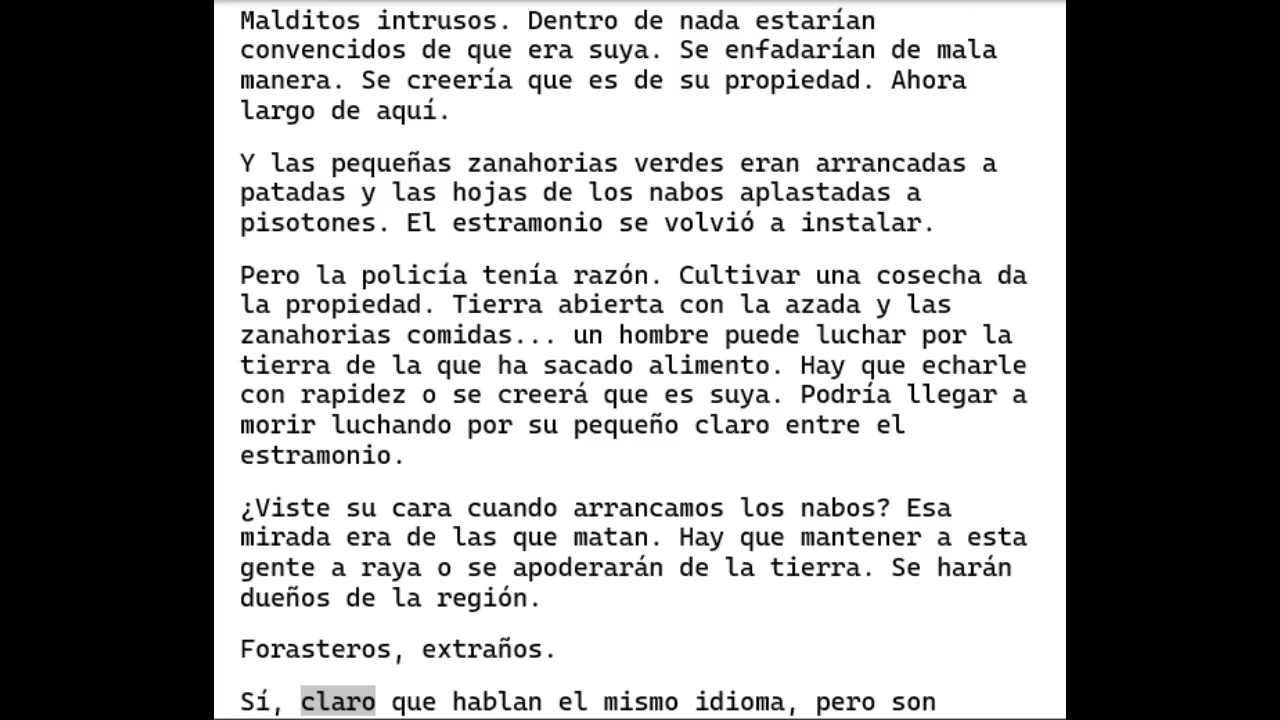 Malditos intrusos. Dentro de nada estarían
convencidos de que era suya. Se enfadarían de mala
manera. Se creería que es de su propiedad. Ahora
largo de aquí.
Y las pequeñas zanahorias verdes eran arrancadas a
patadas y las hojas de los nabos aplastadas a
pisotones. El estramonio se volvió a instalar.
Pero la policía tenía razón. Cultivar una cosecha da
la propiedad. Tierra abierta con la azada y las
zanahorias comidas... un hombre puede luchar por la
tierra de la que ha sacado alimento. Hay que echarle
con rapidez o se creerá que es suya. Podría llegar a
morir luchando por su pequeño claro entre el
estramonio.
¿Viste su cara cuando arrancamos los nabos? Esa
mirada era de las que matan. Hay que mantener a esta
gente a raya o se apoderarán de la tierra. Se harán
dueños de la región.
Forasteros, extraños.
Sí, claro que hablan el mismo idioma, pero son